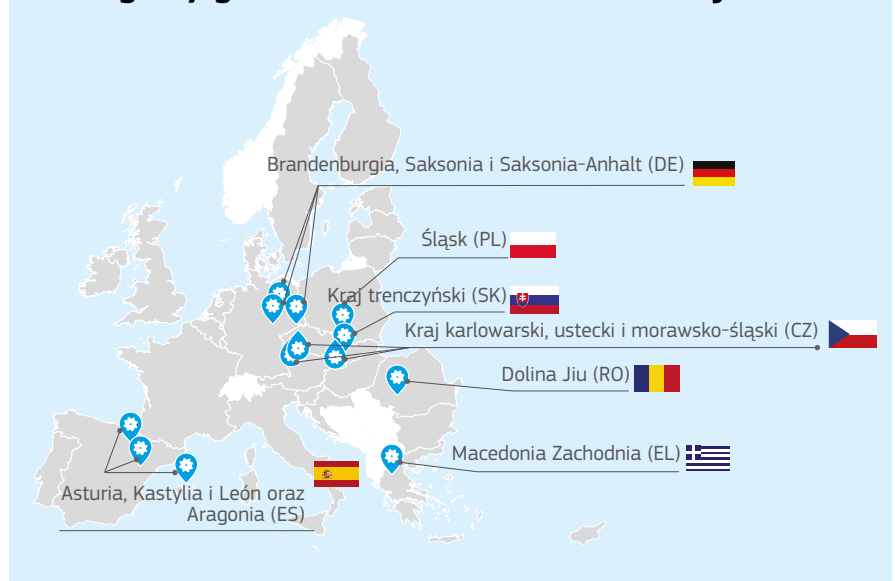 Brandenburgia, Saksonia i Saksonia-Anhalt (DE)
Śląsk (PL)
Kraj trenczyński (SK)
Kraj karlowarski, ustecki i morawsko-śląski (CZ)
Dolina Jiu (RO)
Macedonia Zachodnia (EL)
Asturia, Kastylia i León oraz
Aragonia (ES)